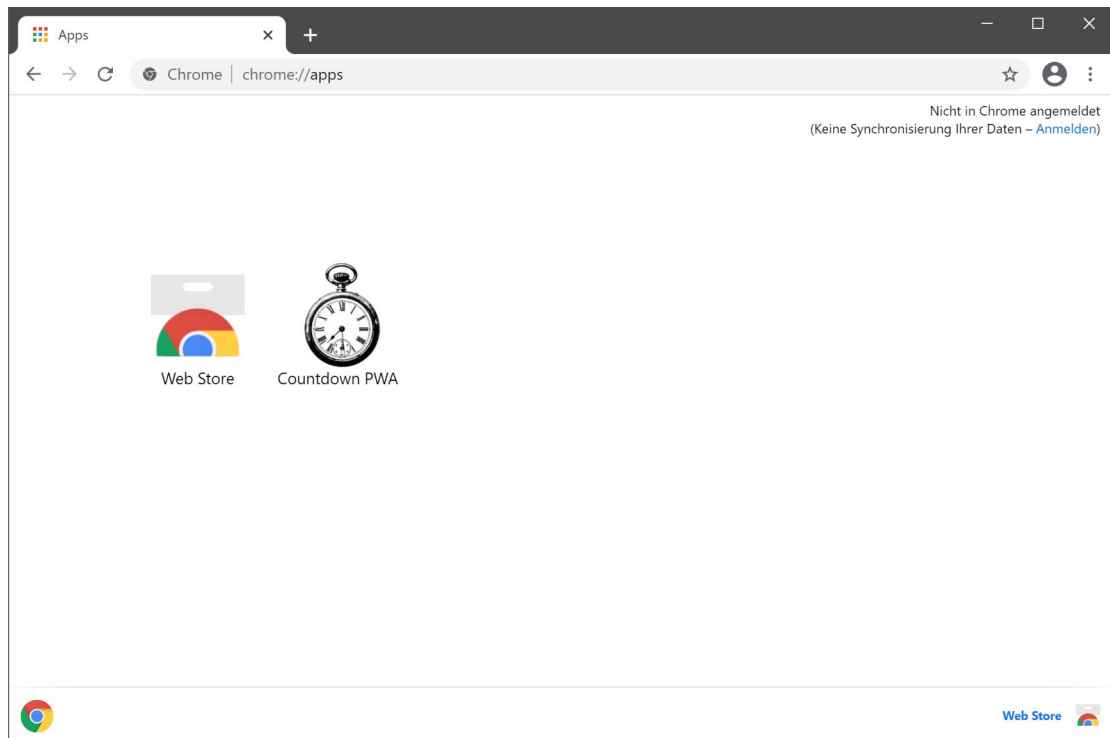 Apps
Chrome | chrome://apps
Nicht in Chrome angemeldet
(Keine Synchronisierung Ihrer Daten – Anmelden)
Web Store
Countdown PWA
Web Store